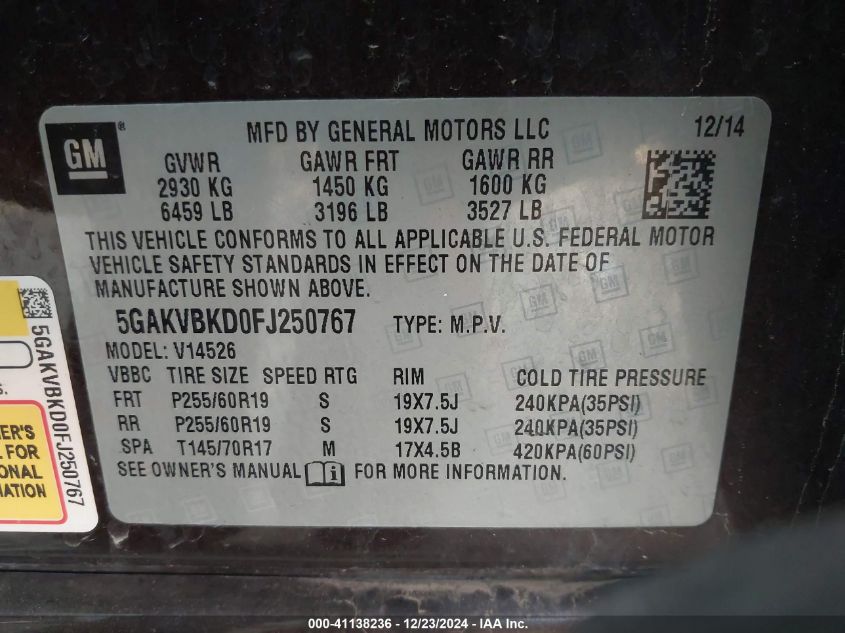 GM
®
MFD BY GENERAL MOTORS LLC 12/14
GVWR GAWR FRT GAWR RR
2930 KG 1450 KG 1600 KG
6459 LB 3196 LB 3527 LB
THIS VEHICLE CONFORMS TO ALL APPLICABLE U.S. FEDERAL MOTOR
VEHICLE SAFETY STANDARDS IN EFFECT ON THE DATE OF
MANUFACTURE SHOWN ABOVE.
5GAKVBKD0FJ250767 TYPE: M.P.V.
MODEL: V14526
VBBC TIRE SIZE SPEED RTG RIM COLD TIRE PRESSURE
FRT P255/60R19 S 19X7.5J 240KPA(35PSI)
RR P255/60R19 S 19X7.5J 240KPA(35PSI)
SPA T145/70R17 M 17X4.5B 420KPA(60PSI)
SEE OWNER'S MANUAL FOR MORE INFORMATION.
5GAKVBKD0FJ250767
S.
ER'S
L FOR
IONAL
MATION
000-41138236 - 12/23/2024 - IAA Inc.